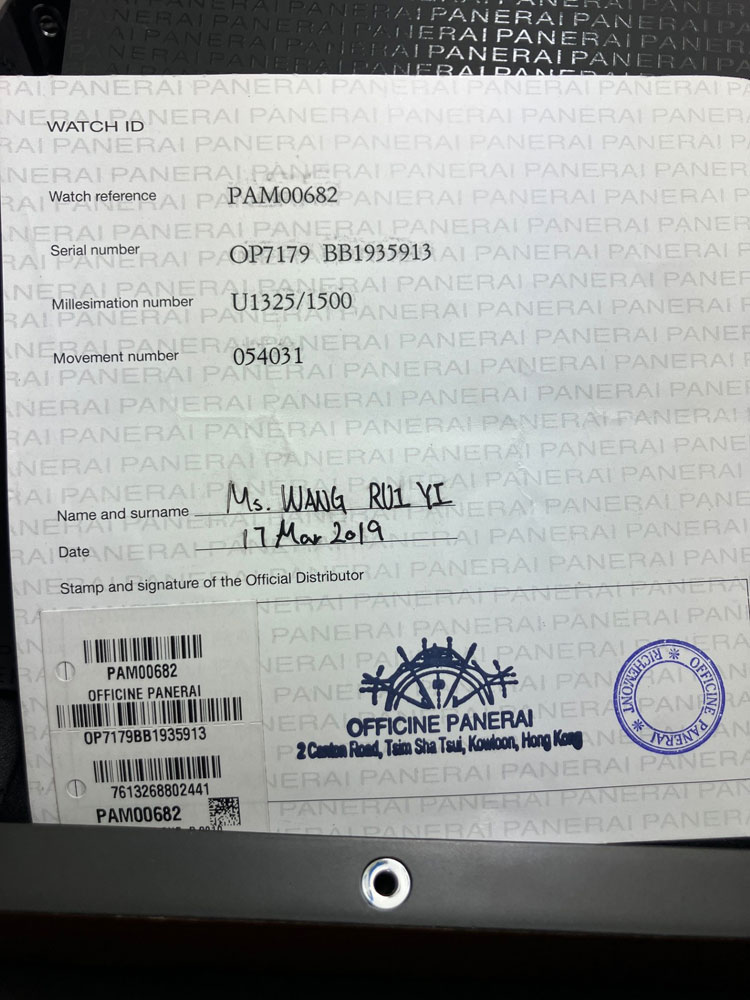 PANERAI PANERAI PANERAI
WATCH ID
Watch reference PAM00682
Serial number OP7179 BB1935913
Millesimation number U1325/1500
Movement number 054031
Name and surname Ms. WANG RUI YI
Date 17 Mar 2019
Stamp and signature of the Official Distributor
PAM00682
OFFICINE PANERAI
OP7179BB1935913
7613268802441
PAM00682
OFFICINE PANERAI
2 Canton Road, Tsim Sha Tsui, Kowloon, Hong Kong
OFFICINE PANERAI * RICHEMONT *